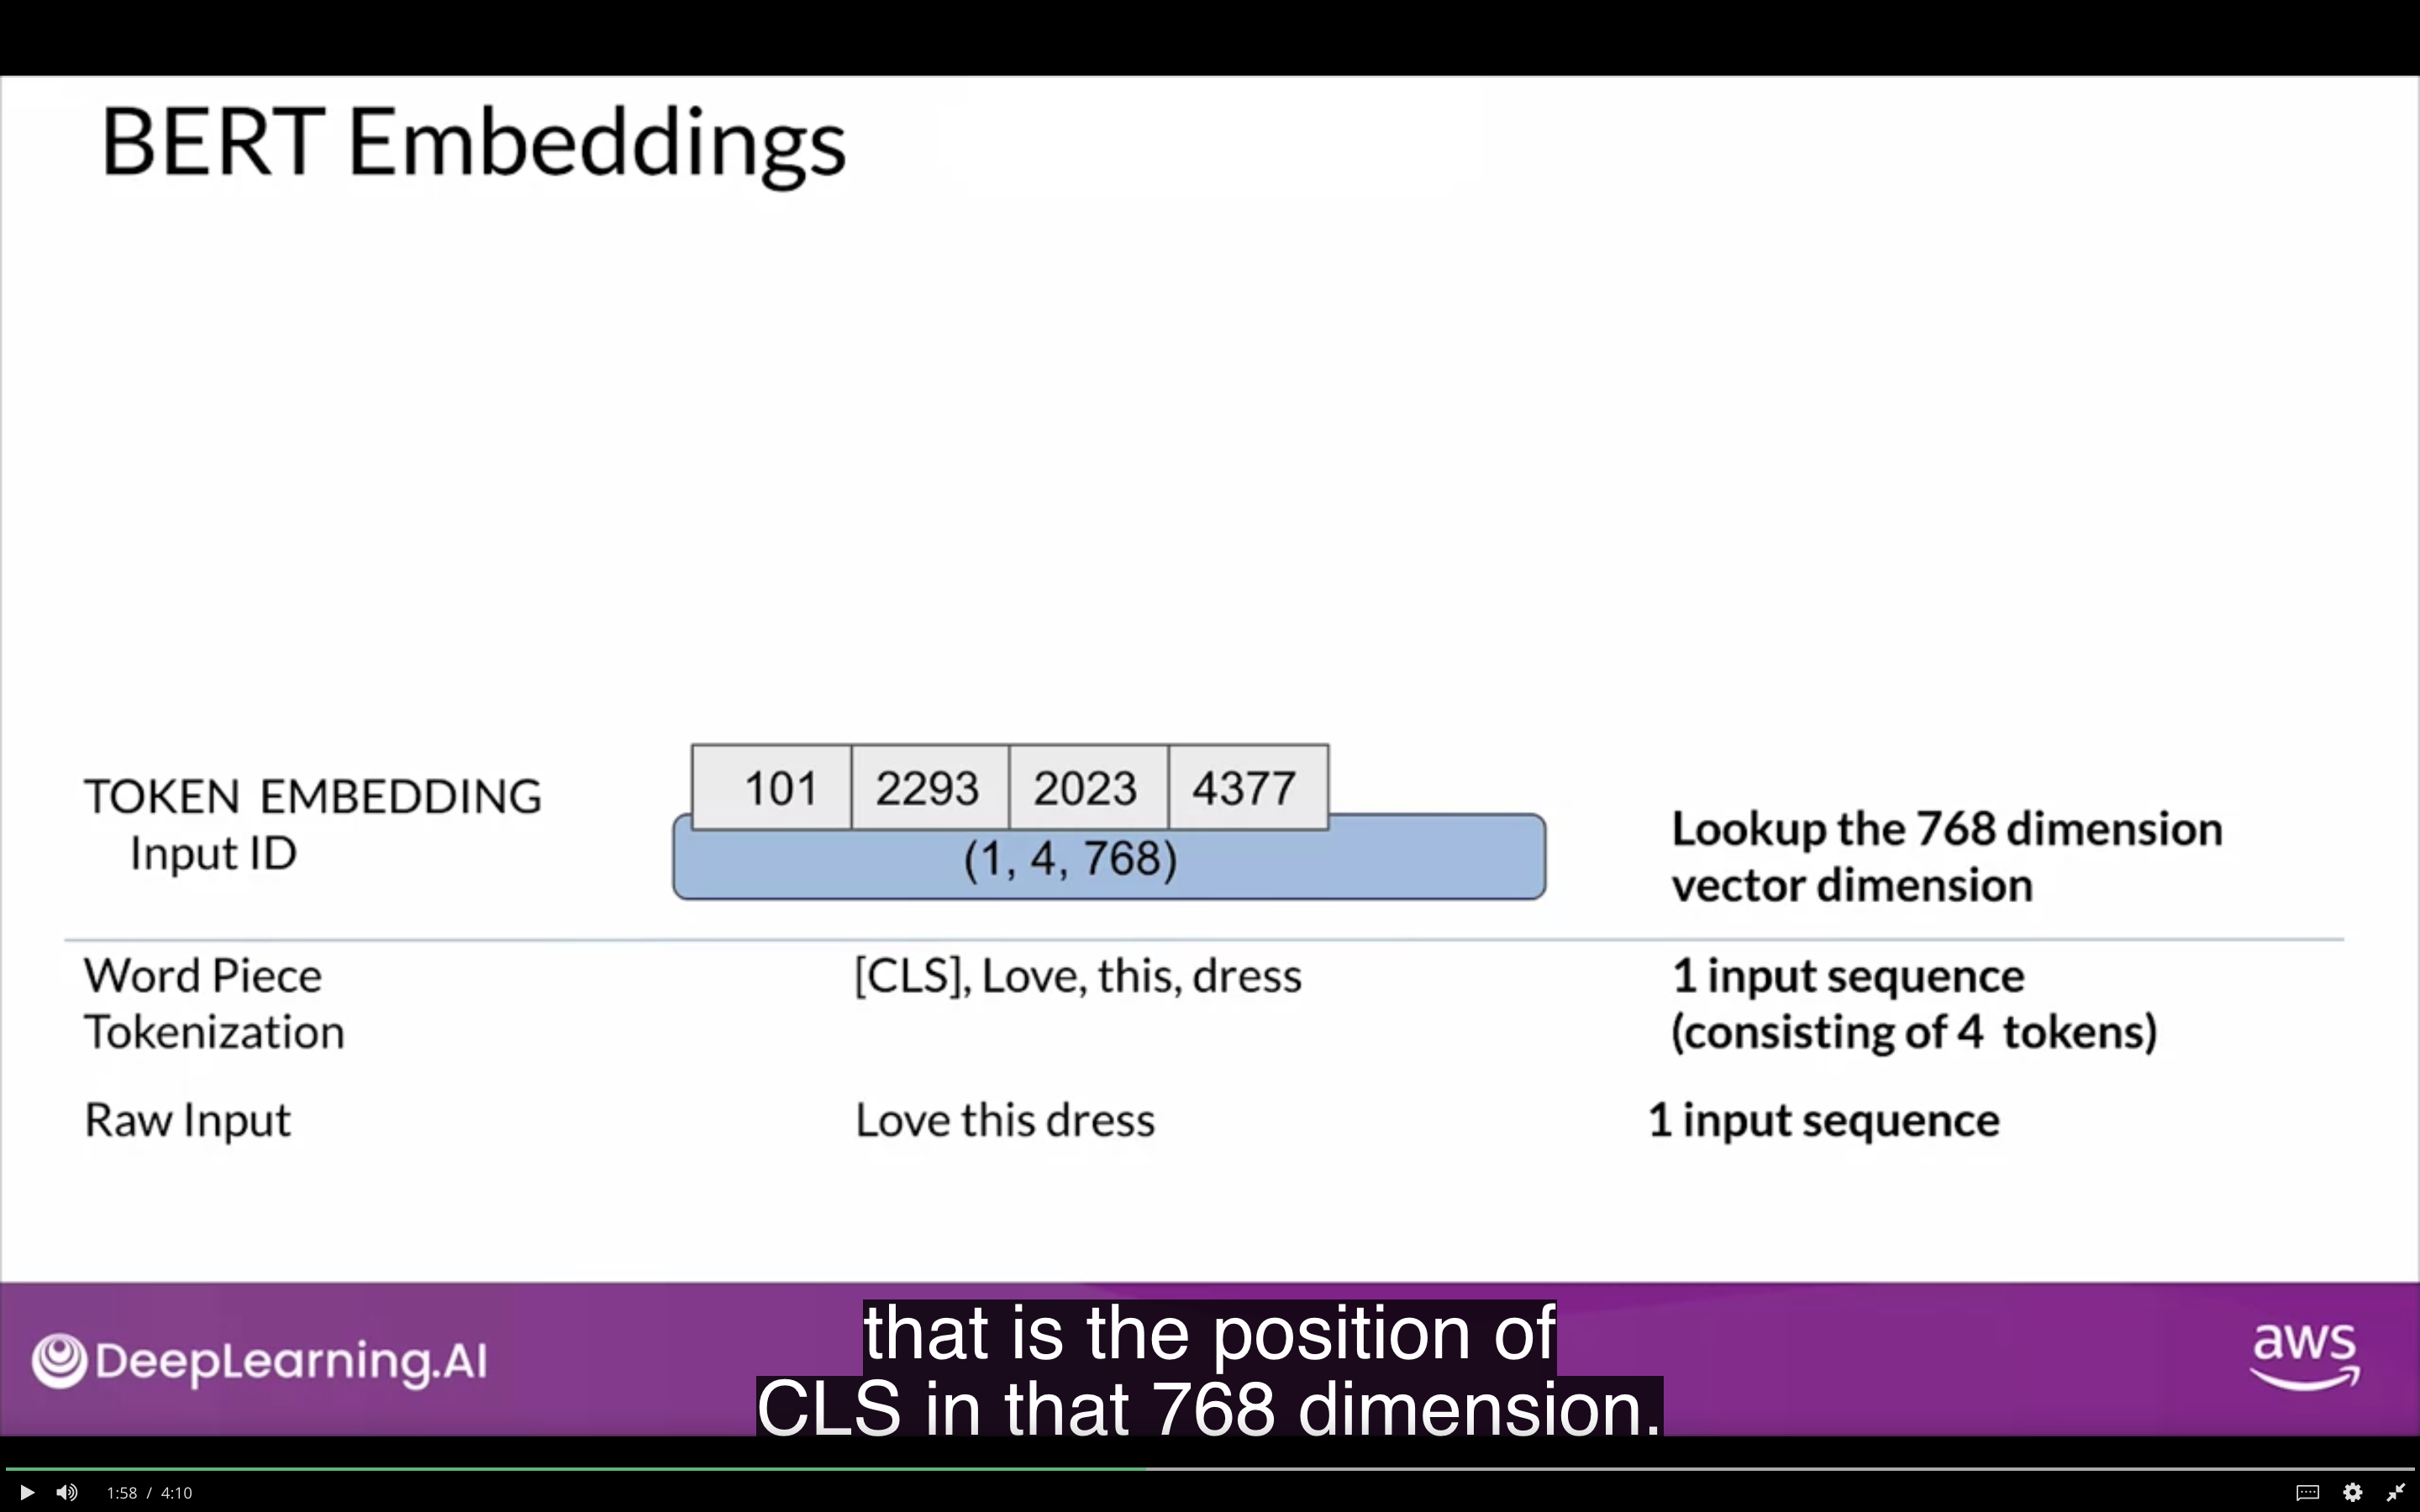 BERT Embeddings
TOKEN EMBEDDING
Input ID
101 2293 2023 4377
(1, 4, 768)
Lookup the 768 dimension
vector dimension
Word Piece
Tokenization
[CLS], Love, this, dress
1 input sequence
(consisting of 4 tokens)
Raw Input
Love this dress
1 input sequence
DeepLearning.AI
aws
that is the position of
CLS in that 768 dimension.
1:58 / 4:10